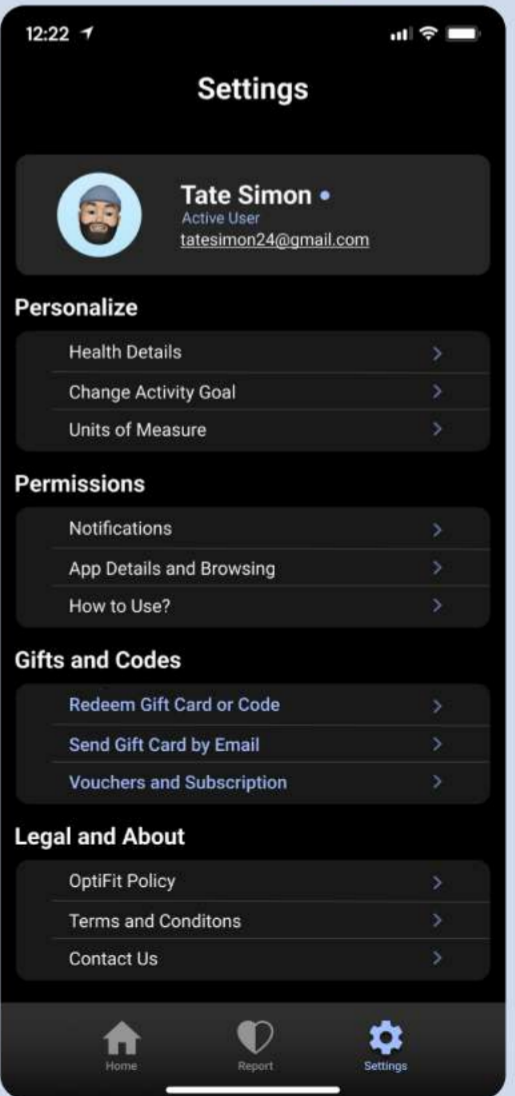 12:22
Settings
Tate Simon
Active User
tatesimon24@gmail.com
Personalize
Health Details
Change Activity Goal
Units of Measure
Permissions
Notifications
App Details and Browsing
How to Use?
Gifts and Codes
Redeem Gift Card or Code
Send Gift Card by Email
Vouchers and Subscription
Legal and About
OptiFit Policy
Terms and Conditons
Contact Us
Home Report Settings